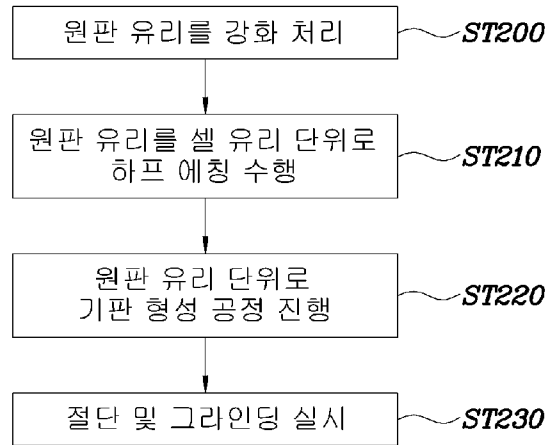 원판 유리를 강화 처리
ST200
원판 유리를 셀 유리 단위로
하프 에칭 수행
ST210
원판 유리 단위로
기판 형성 공정 진행
ST220
절단 및 그라인딩 실시
ST230